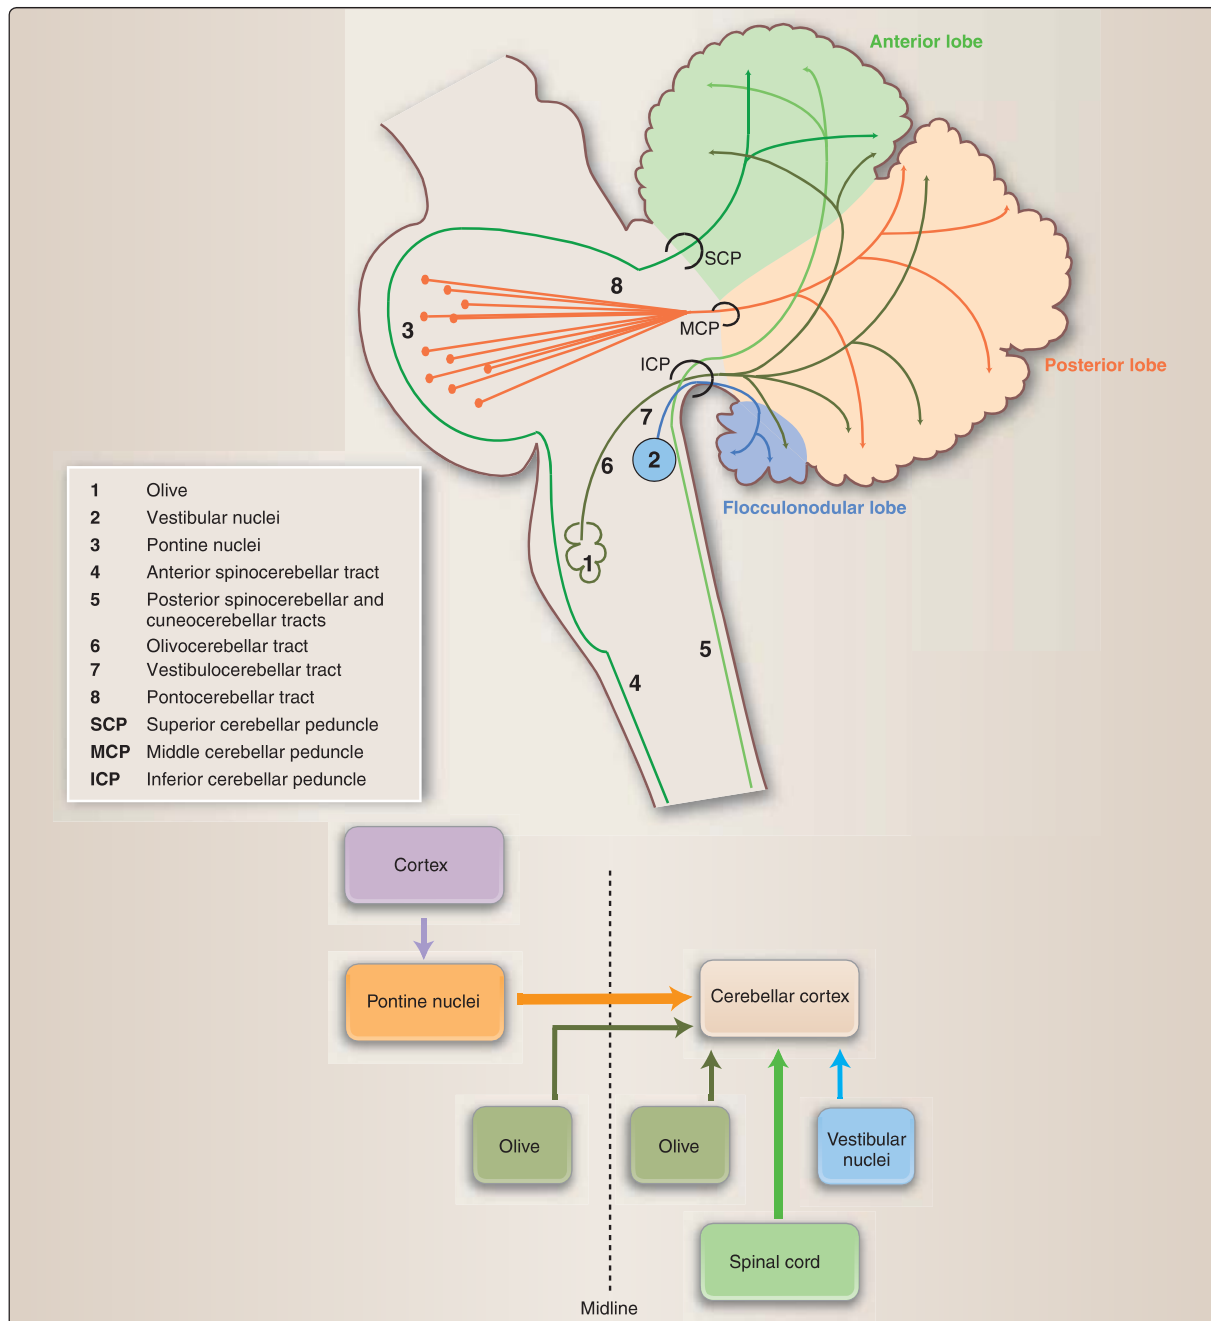 Anterior lobe
SCP
8
3
MCP
ICP
Posterior lobe
7
2
6
Flocculonodular lobe
1
5
4
1 Olive
2 Vestibular nuclei
3 Pontine nuclei
4 Anterior spinocerebellar tract
5 Posterior spinocerebellar and
cuneocerebellar tracts
6 Olivocerebellar tract
7 Vestibulocerebellar tract
8 Pontocerebellar tract
SCP Superior cerebellar peduncle
MCP Middle cerebellar peduncle
ICP Inferior cerebellar peduncle
Cortex
Pontine nuclei
Cerebellar cortex
Olive
Olive
Vestibular
nuclei
Spinal cord
Midline